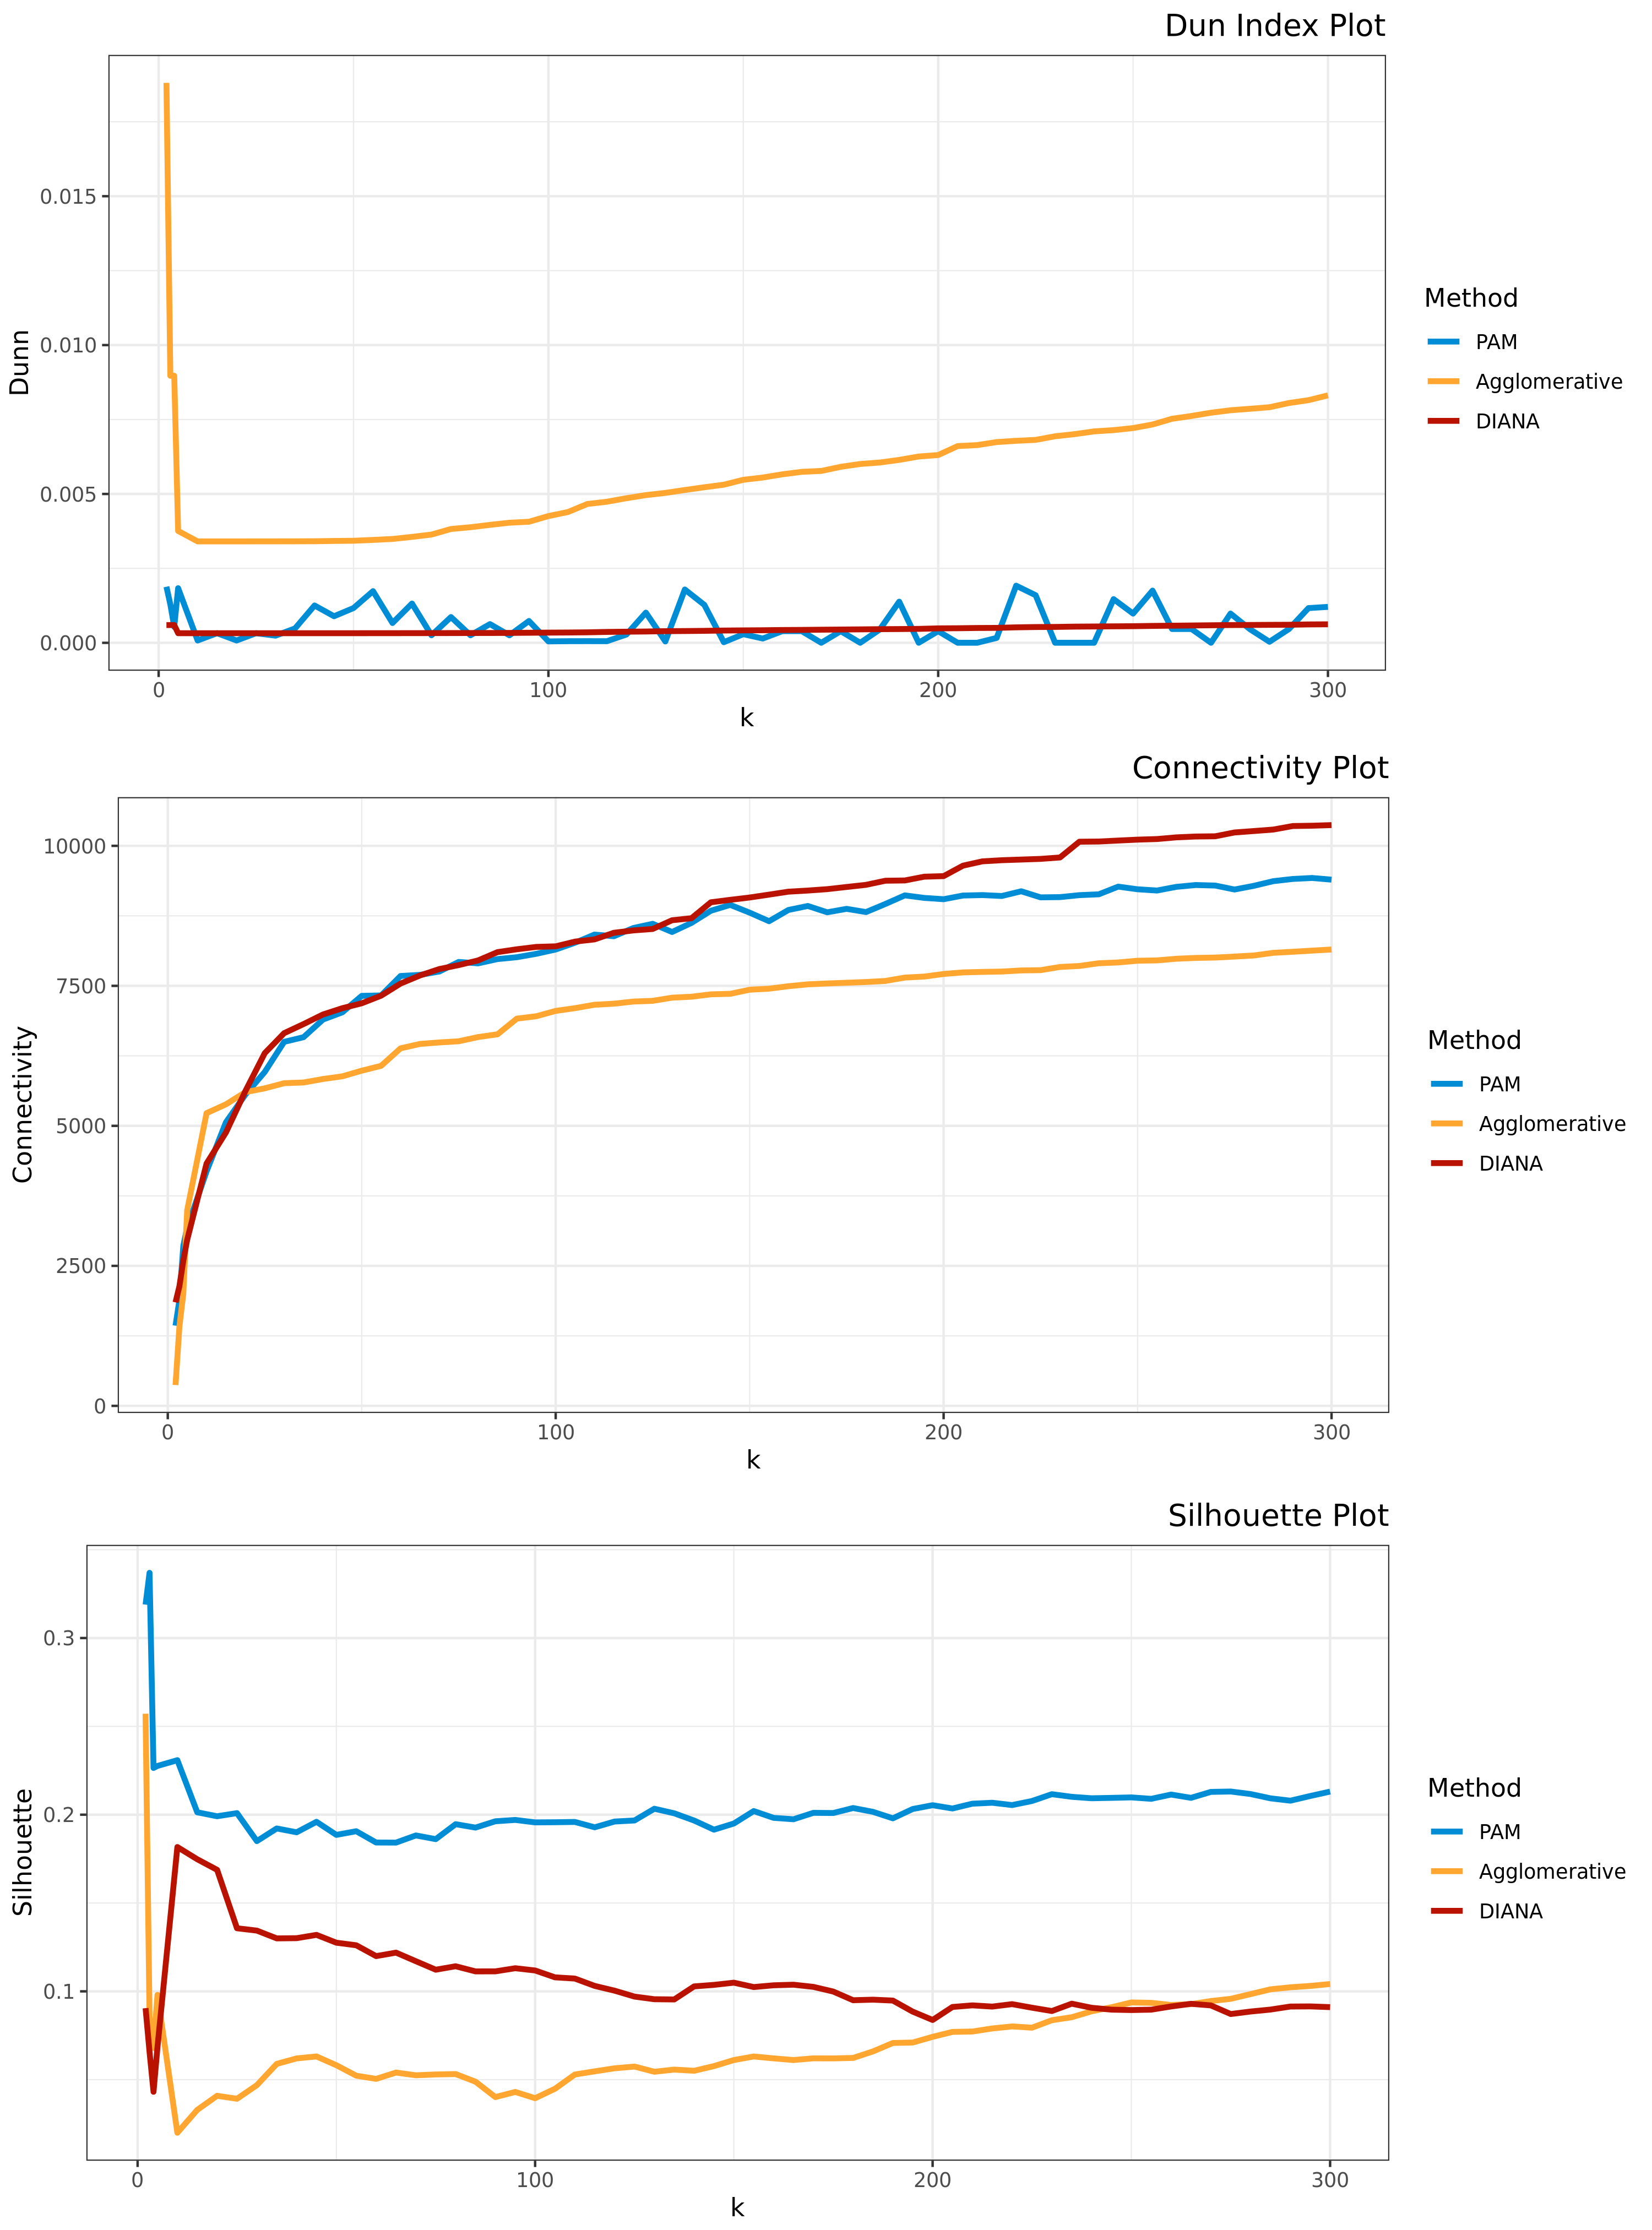 Dun Index Plot
0.015
0.010
0.005
0.000
Dunn
0 100 200 300
k
Method
PAM
Agglomerative
DIANA
Connectivity Plot
10000
7500
5000
2500
0
Connectivity
0 100 200 300
k
Method
PAM
Agglomerative
DIANA
Silhouette Plot
0.3
0.2
0.1
Silhouette
0 100 200 300
k
Method
PAM
Agglomerative
DIANA